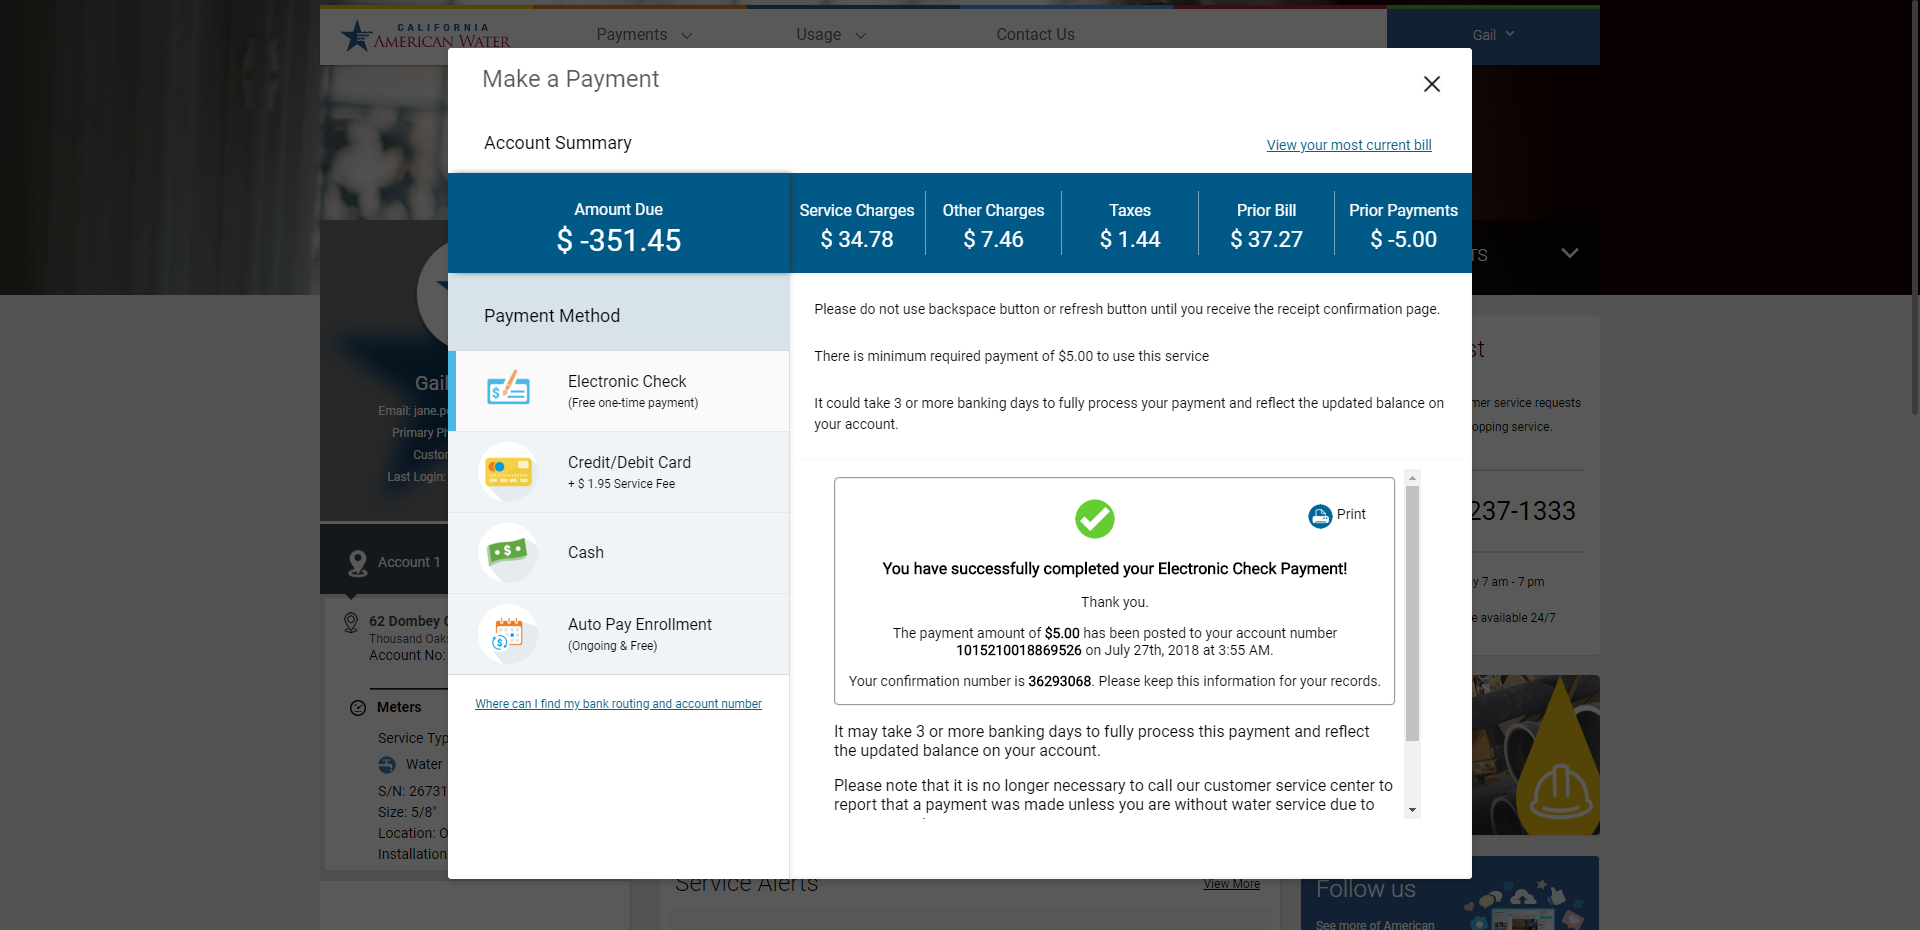 CALIFORNIA
AMERICAN WATER
Payments
Usage
Contact Us
Gail
Make a Payment
Account Summary
View your most current bill
Amount Due
$ -351.45
Service Charges
$ 34.78
Other Charges
$ 7.46
Taxes
$ 1.44
Prior Bill
$ 37.27
Prior Payments
$ -5.00
TS
Payment Method
Electronic Check
(Free one-time payment)
Credit/Debit Card
+ $ 1.95 Service Fee
Cash
Auto Pay Enrollment
(Ongoing & Free)
Where can I find my bank routing and account number
Please do not use backspace button or refresh button until you receive the receipt confirmation page.
There is minimum required payment of $5.00 to use this service
It could take 3 or more banking days to fully process your payment and reflect the updated balance on
your account.
Print
You have successfully completed your Electronic Check Payment!
Thank you.
The payment amount of $5.00 has been posted to your account number
1015210018869526 on July 27th, 2018 at 3:55 AM.
Your confirmation number is 36293068. Please keep this information for your records.
It may take 3 or more banking days to fully process this payment and reflect
the updated balance on your account.
Please note that it is no longer necessary to call our customer service center to
report that a payment was made unless you are without water service due to
Gail
Email: jane.p
Primary Ph
Custo
Last Login:
Account 1
62 Dombey
Thousand Oak
Account No:
Meters
Service Typ
Water
S/N: 26731
Size: 5/8"
Location: O
Installation
st
mer service requests
opping service.
237-1333
y 7 am - 7 pm
e available 24/7
Service Alerts
View More
Follow us
See more of American